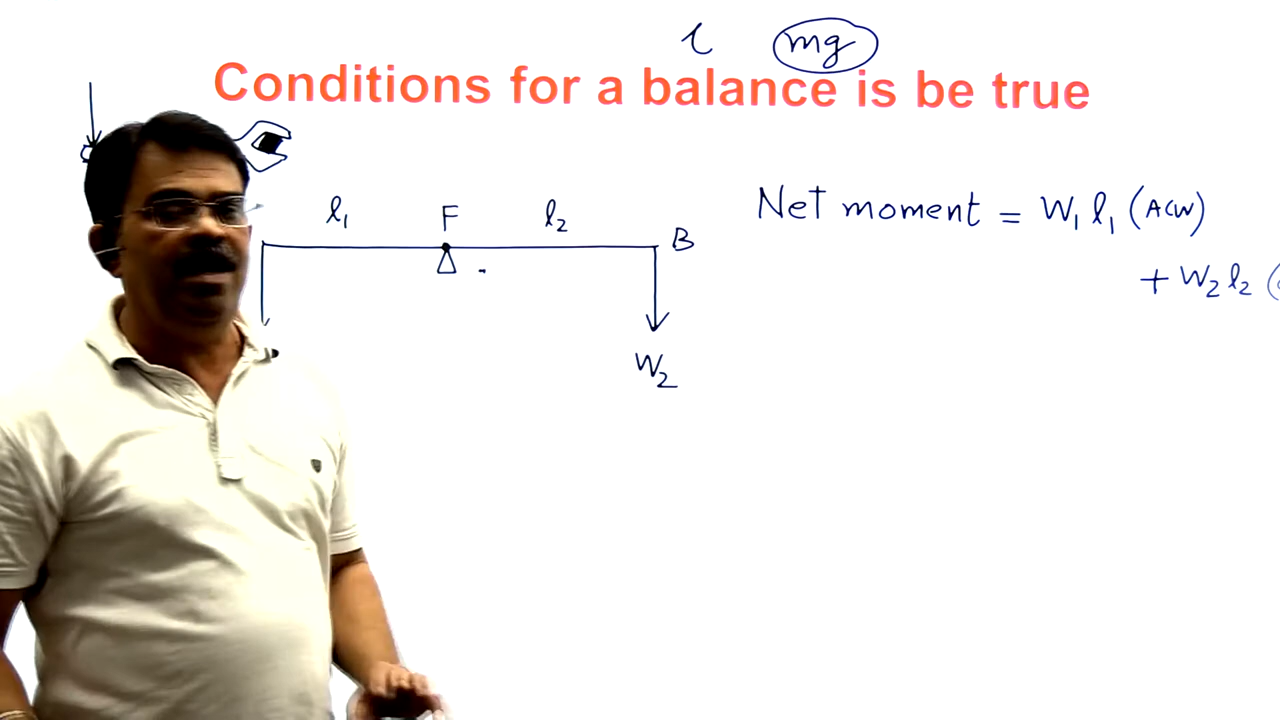 τ mg
Conditions for a balance is be true
l₁ F l₂
B
W₂
Net moment = W₁ l₁ (ACW)
+ W₂ l₂ (